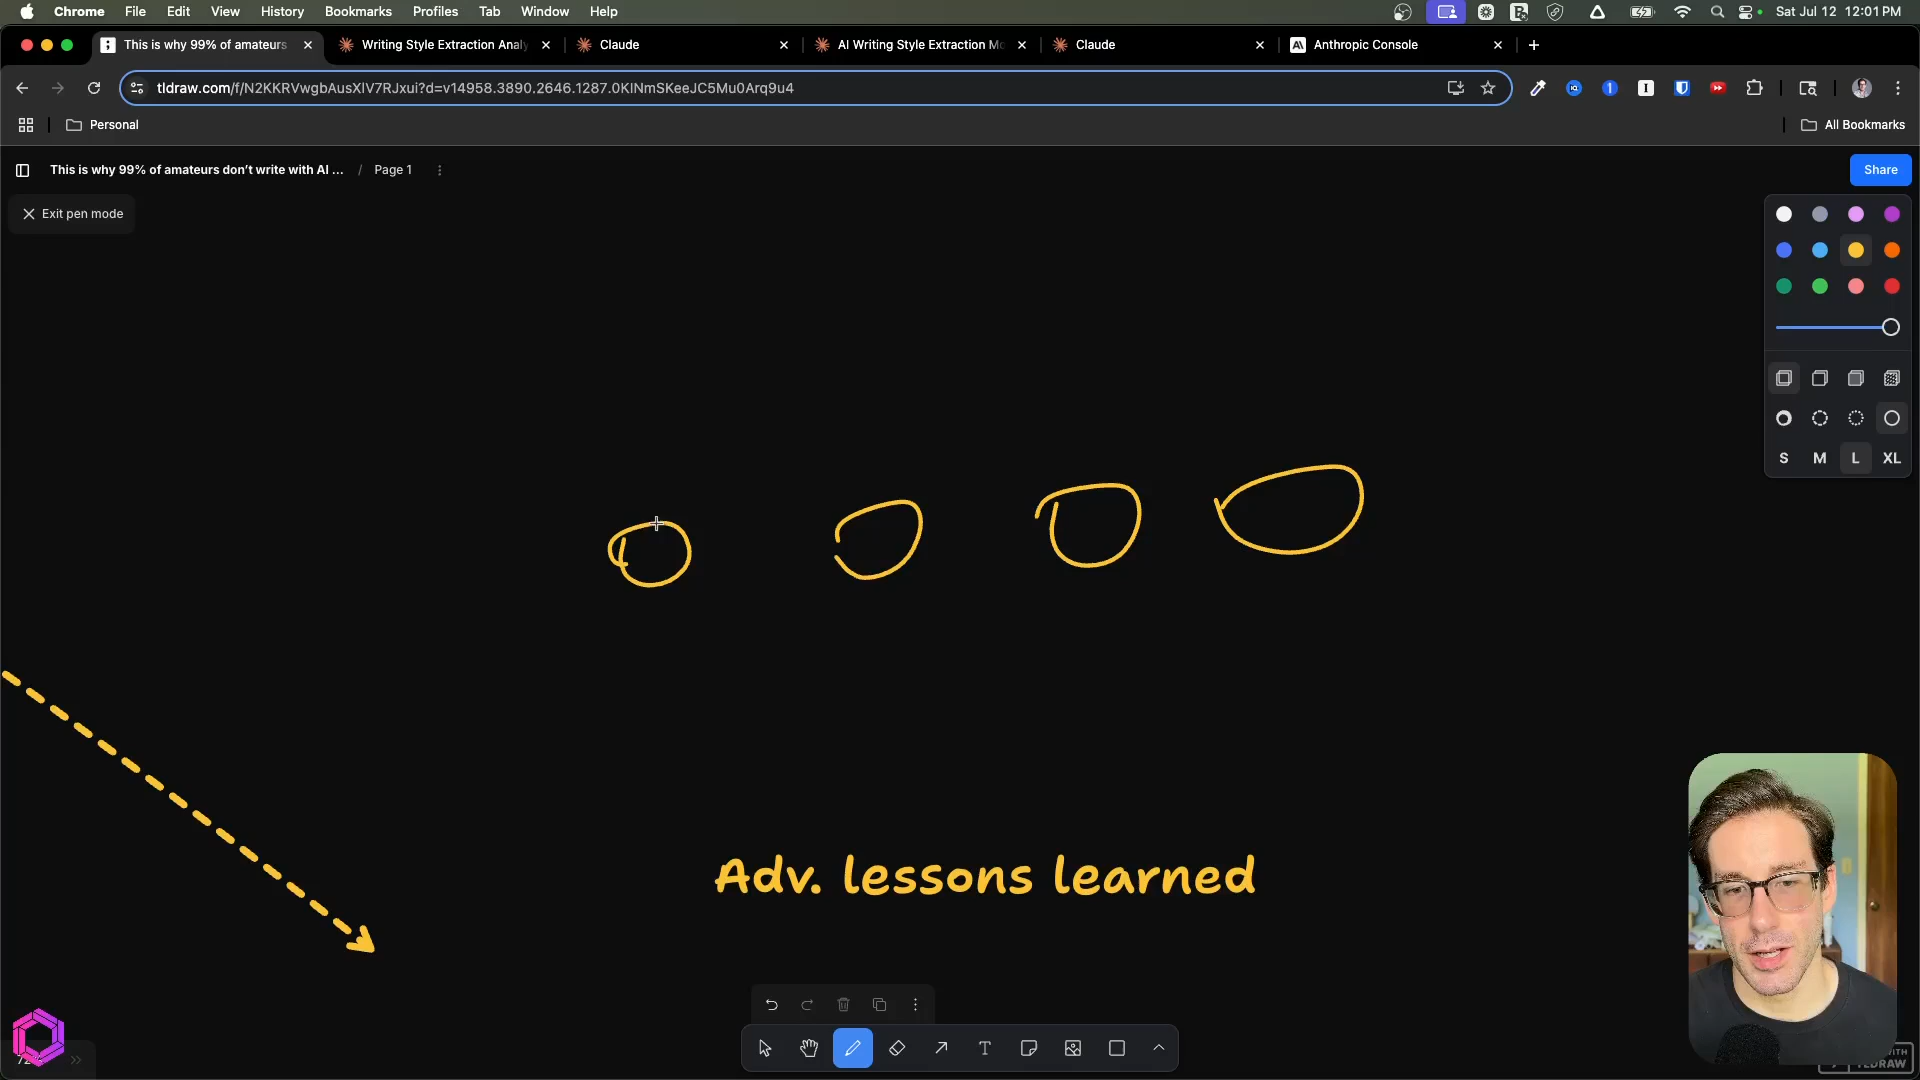 Chrome File Edit View History Bookmarks Profiles Tab Window Help Sat Jul 12 12:01 PM
This is why 99% of amateurs Writing Style Extraction Analy Claude AI Writing Style Extraction Mo Claude Anthropic Console
tldraw.com/f/N2KKRVwgbAusXlV7RJxui?d=v14958.3890.2646.1287.0KlNmSKeeJC5Mu0Arq9u4
Personal All Bookmarks
This is why 99% of amateurs don't write with AI ... / Page 1 Share
Exit pen mode
S M L XL
Adv. lessons learned